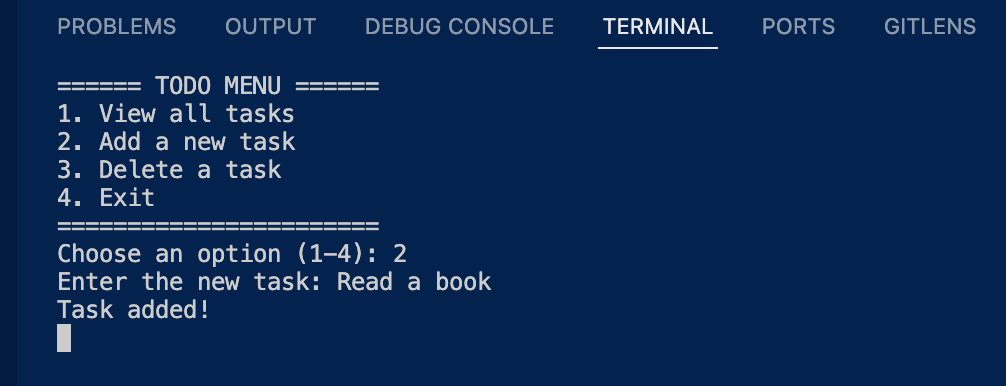 PROBLEMS OUTPUT DEBUG CONSOLE TERMINAL PORTS GITLENS
====== TODO MENU ======
1. View all tasks
2. Add a new task
3. Delete a task
4. Exit
=======================
Choose an option (1-4): 2
Enter the new task: Read a book
Task added!